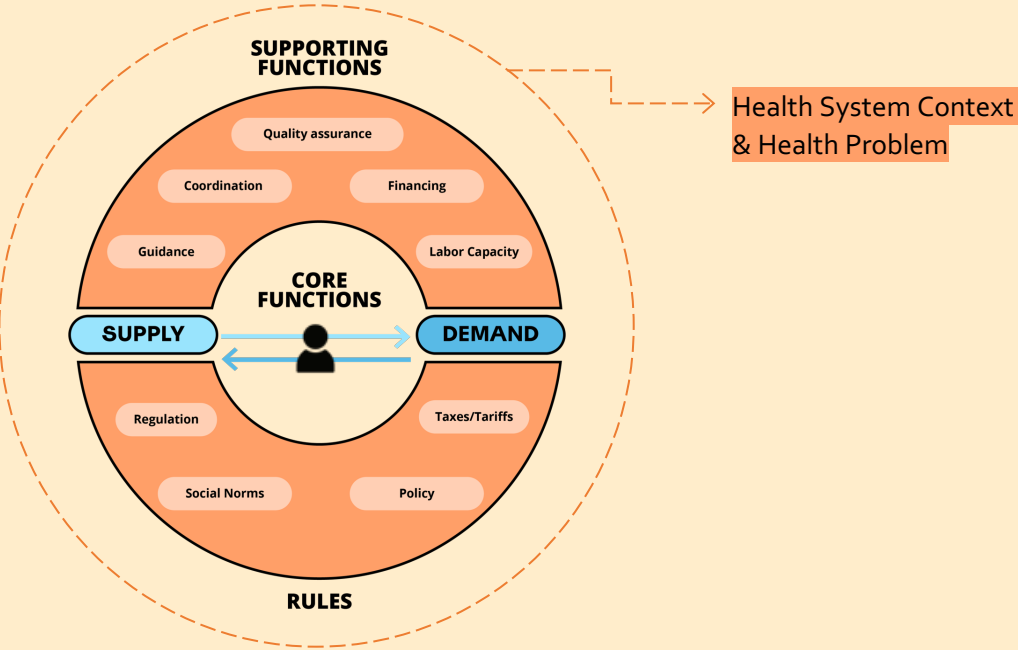 SUPPORTING
FUNCTIONS
Health System Context
& Health Problem
Quality assurance
Coordination
Financing
Guidance
Labor Capacity
CORE
FUNCTIONS
SUPPLY
DEMAND
Regulation
Taxes/Tariffs
Social Norms
Policy
RULES